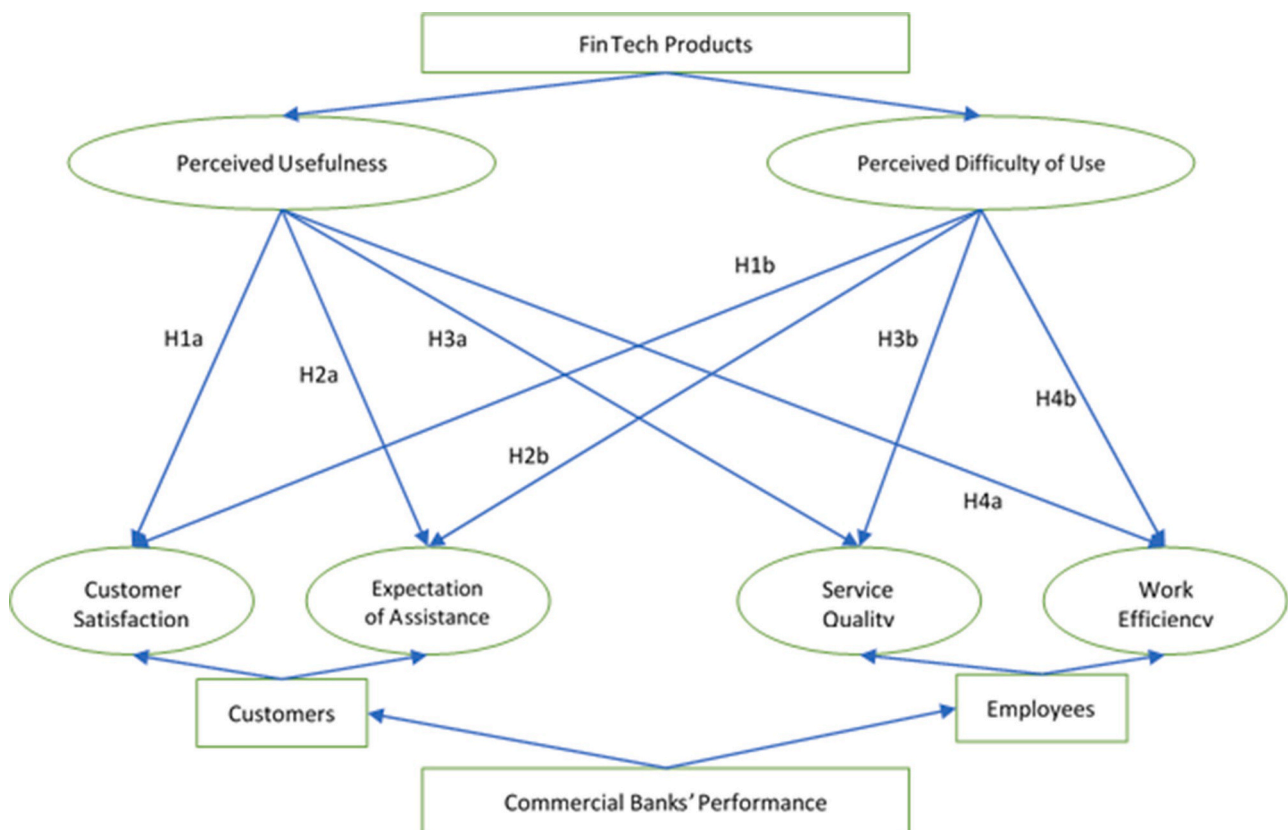 FinTech Products
Perceived Usefulness
Perceived Difficulty of Use
H1b
H1a
H3a
H3b
H2a
H4b
H2b
H4a
Customer
Satisfaction
Expectation
of Assistance
Service
Quality
Work
Efficiency
Customers
Employees
Commercial Banks’ Performance